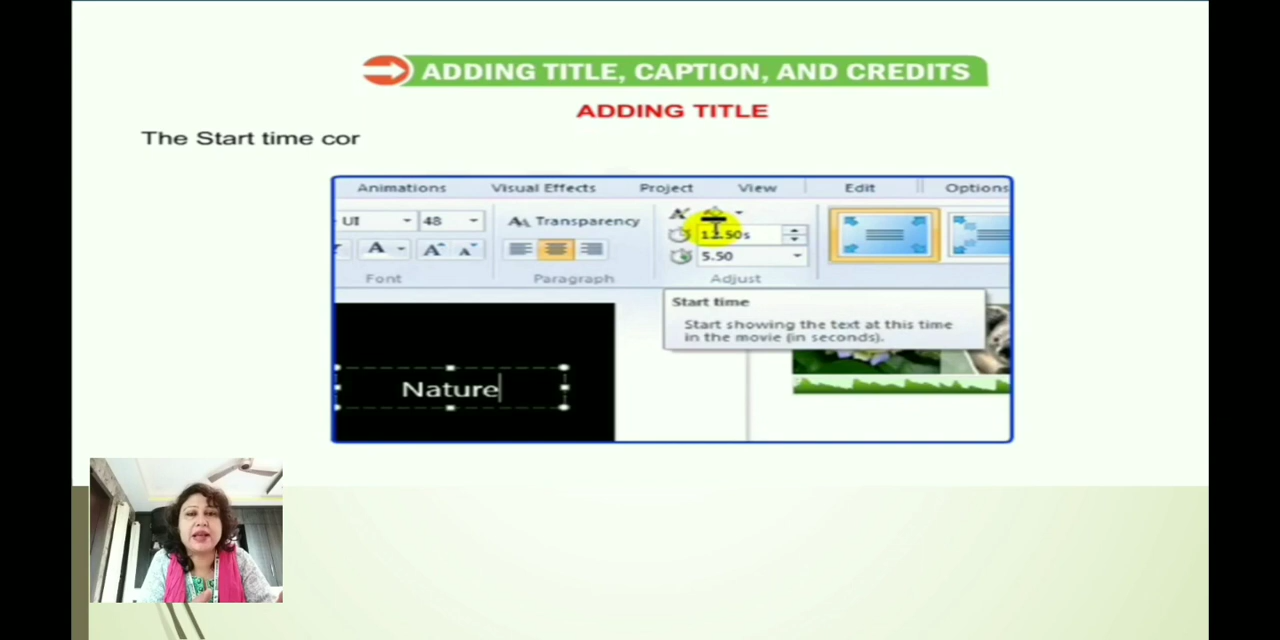 ADDING TITLE, CAPTION, AND CREDITS
ADDING TITLE
The Start time cor
Animations Visual Effects Project View Edit Options
UI 48 Transparency
50s
A A A 5.50
Font Paragraph Adjust
Start time
Start showing the text at this time
in the movie (in seconds).
Nature